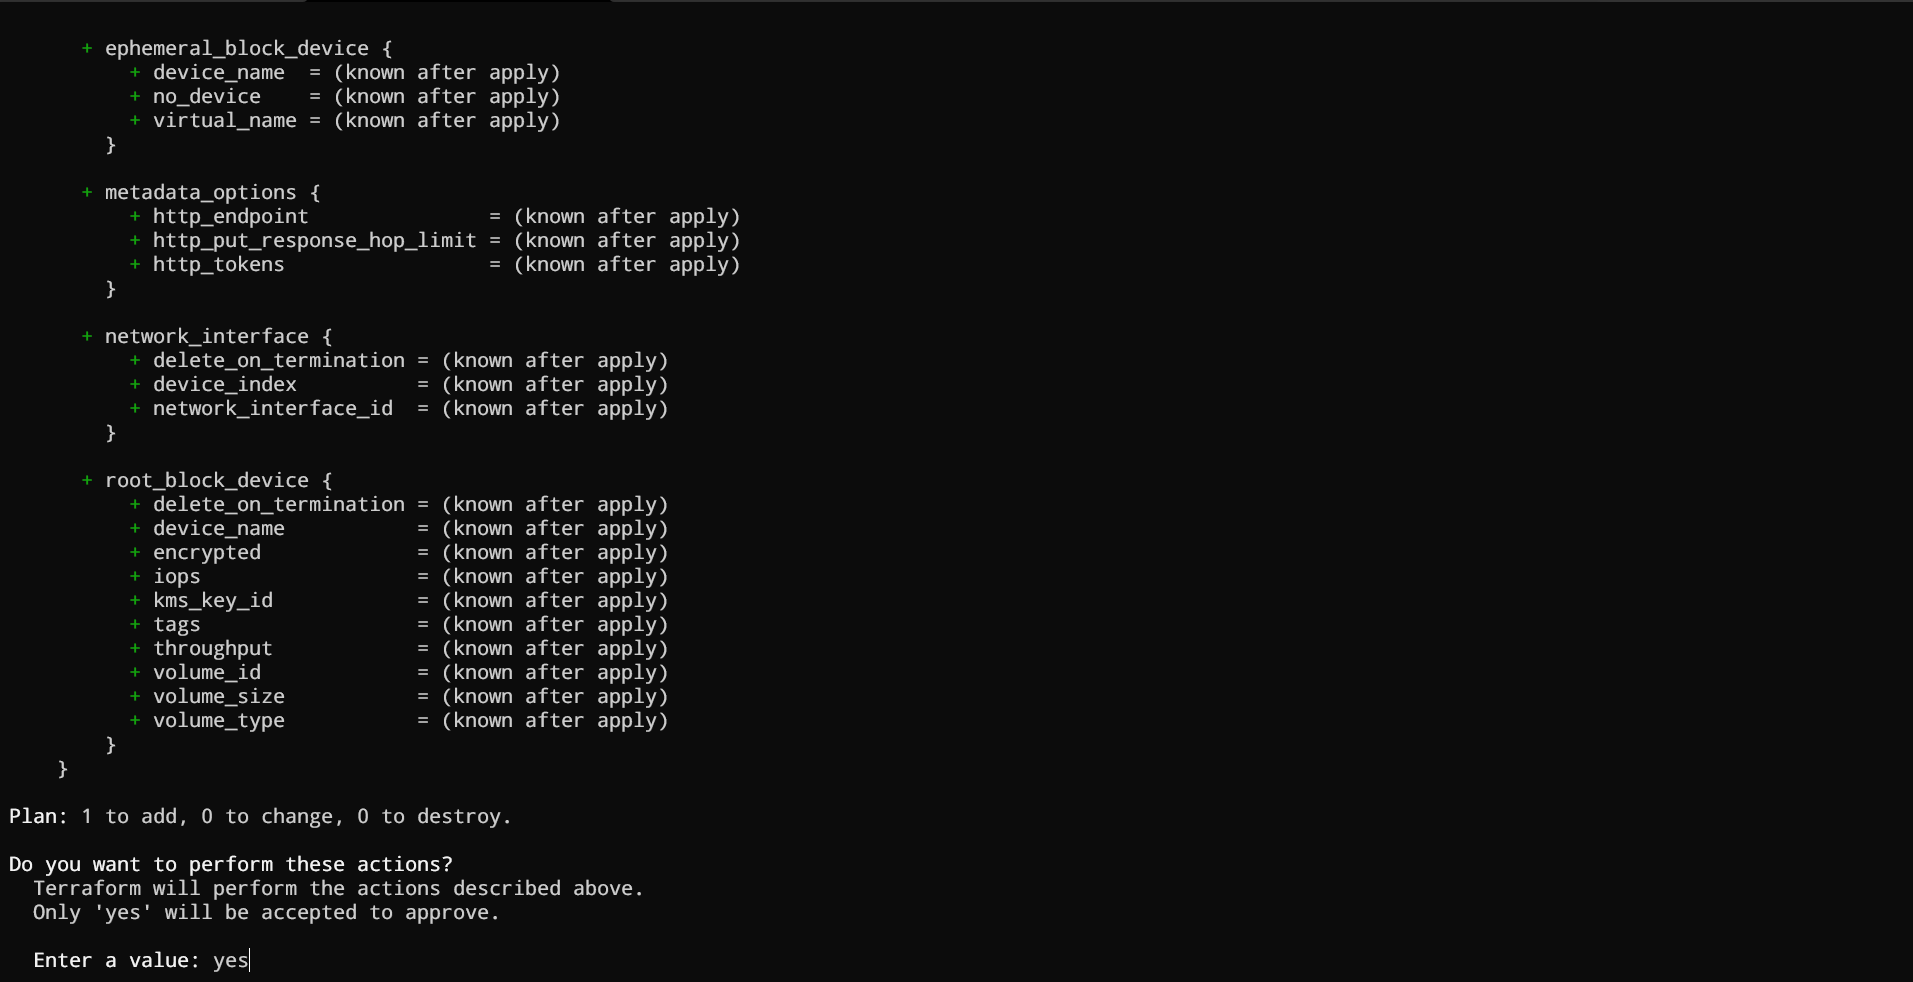 + ephemeral_block_device {
+ device_name  = (known after apply)
+ no_device    = (known after apply)
+ virtual_name = (known after apply)
}
+ metadata_options {
+ http_endpoint               = (known after apply)
+ http_put_response_hop_limit = (known after apply)
+ http_tokens                 = (known after apply)
}
+ network_interface {
+ delete_on_termination = (known after apply)
+ device_index          = (known after apply)
+ network_interface_id  = (known after apply)
}
+ root_block_device {
+ delete_on_termination = (known after apply)
+ device_name           = (known after apply)
+ encrypted             = (known after apply)
+ iops                  = (known after apply)
+ kms_key_id            = (known after apply)
+ tags                  = (known after apply)
+ throughput            = (known after apply)
+ volume_id             = (known after apply)
+ volume_size           = (known after apply)
+ volume_type           = (known after apply)
}
}
Plan: 1 to add, 0 to change, 0 to destroy.
Do you want to perform these actions?
Terraform will perform the actions described above.
Only 'yes' will be accepted to approve.
Enter a value: yes